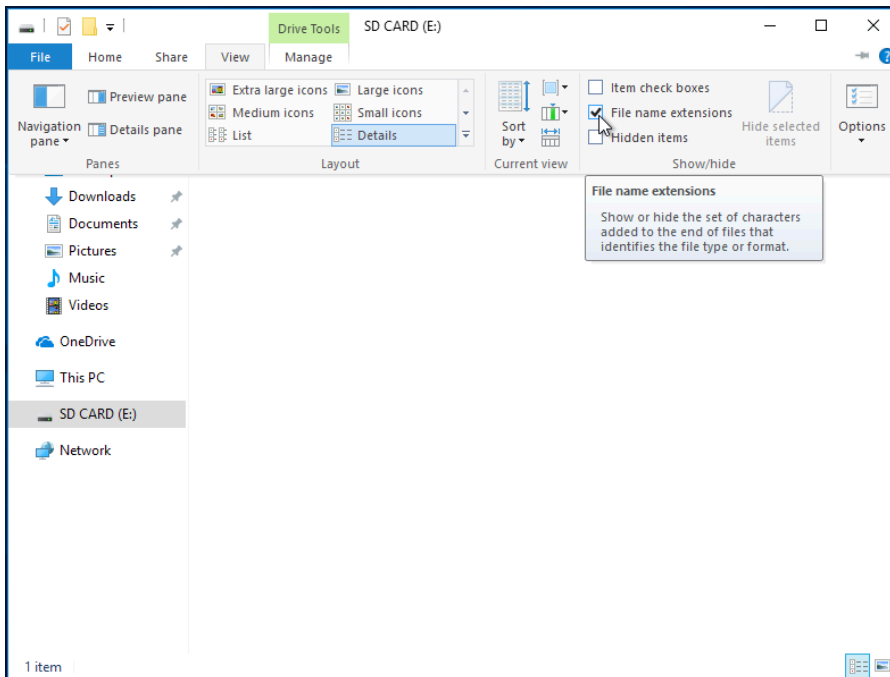 Drive Tools
SD CARD (E:)
File
Home
Share
View
Manage
?
Navigation
pane
Preview pane
Details pane
Panes
Extra large icons
Large icons
Medium icons
Small icons
List
Details
Layout
Sort
by
Current view
Item check boxes
File name extensions
Hidden items
Hide selected
items
Show/hide
Options
File name extensions
Show or hide the set of characters
added to the end of files that
identifies the file type or format.
Downloads
Documents
Pictures
Music
Videos
OneDrive
This PC
SD CARD (E:)
Network
1 item